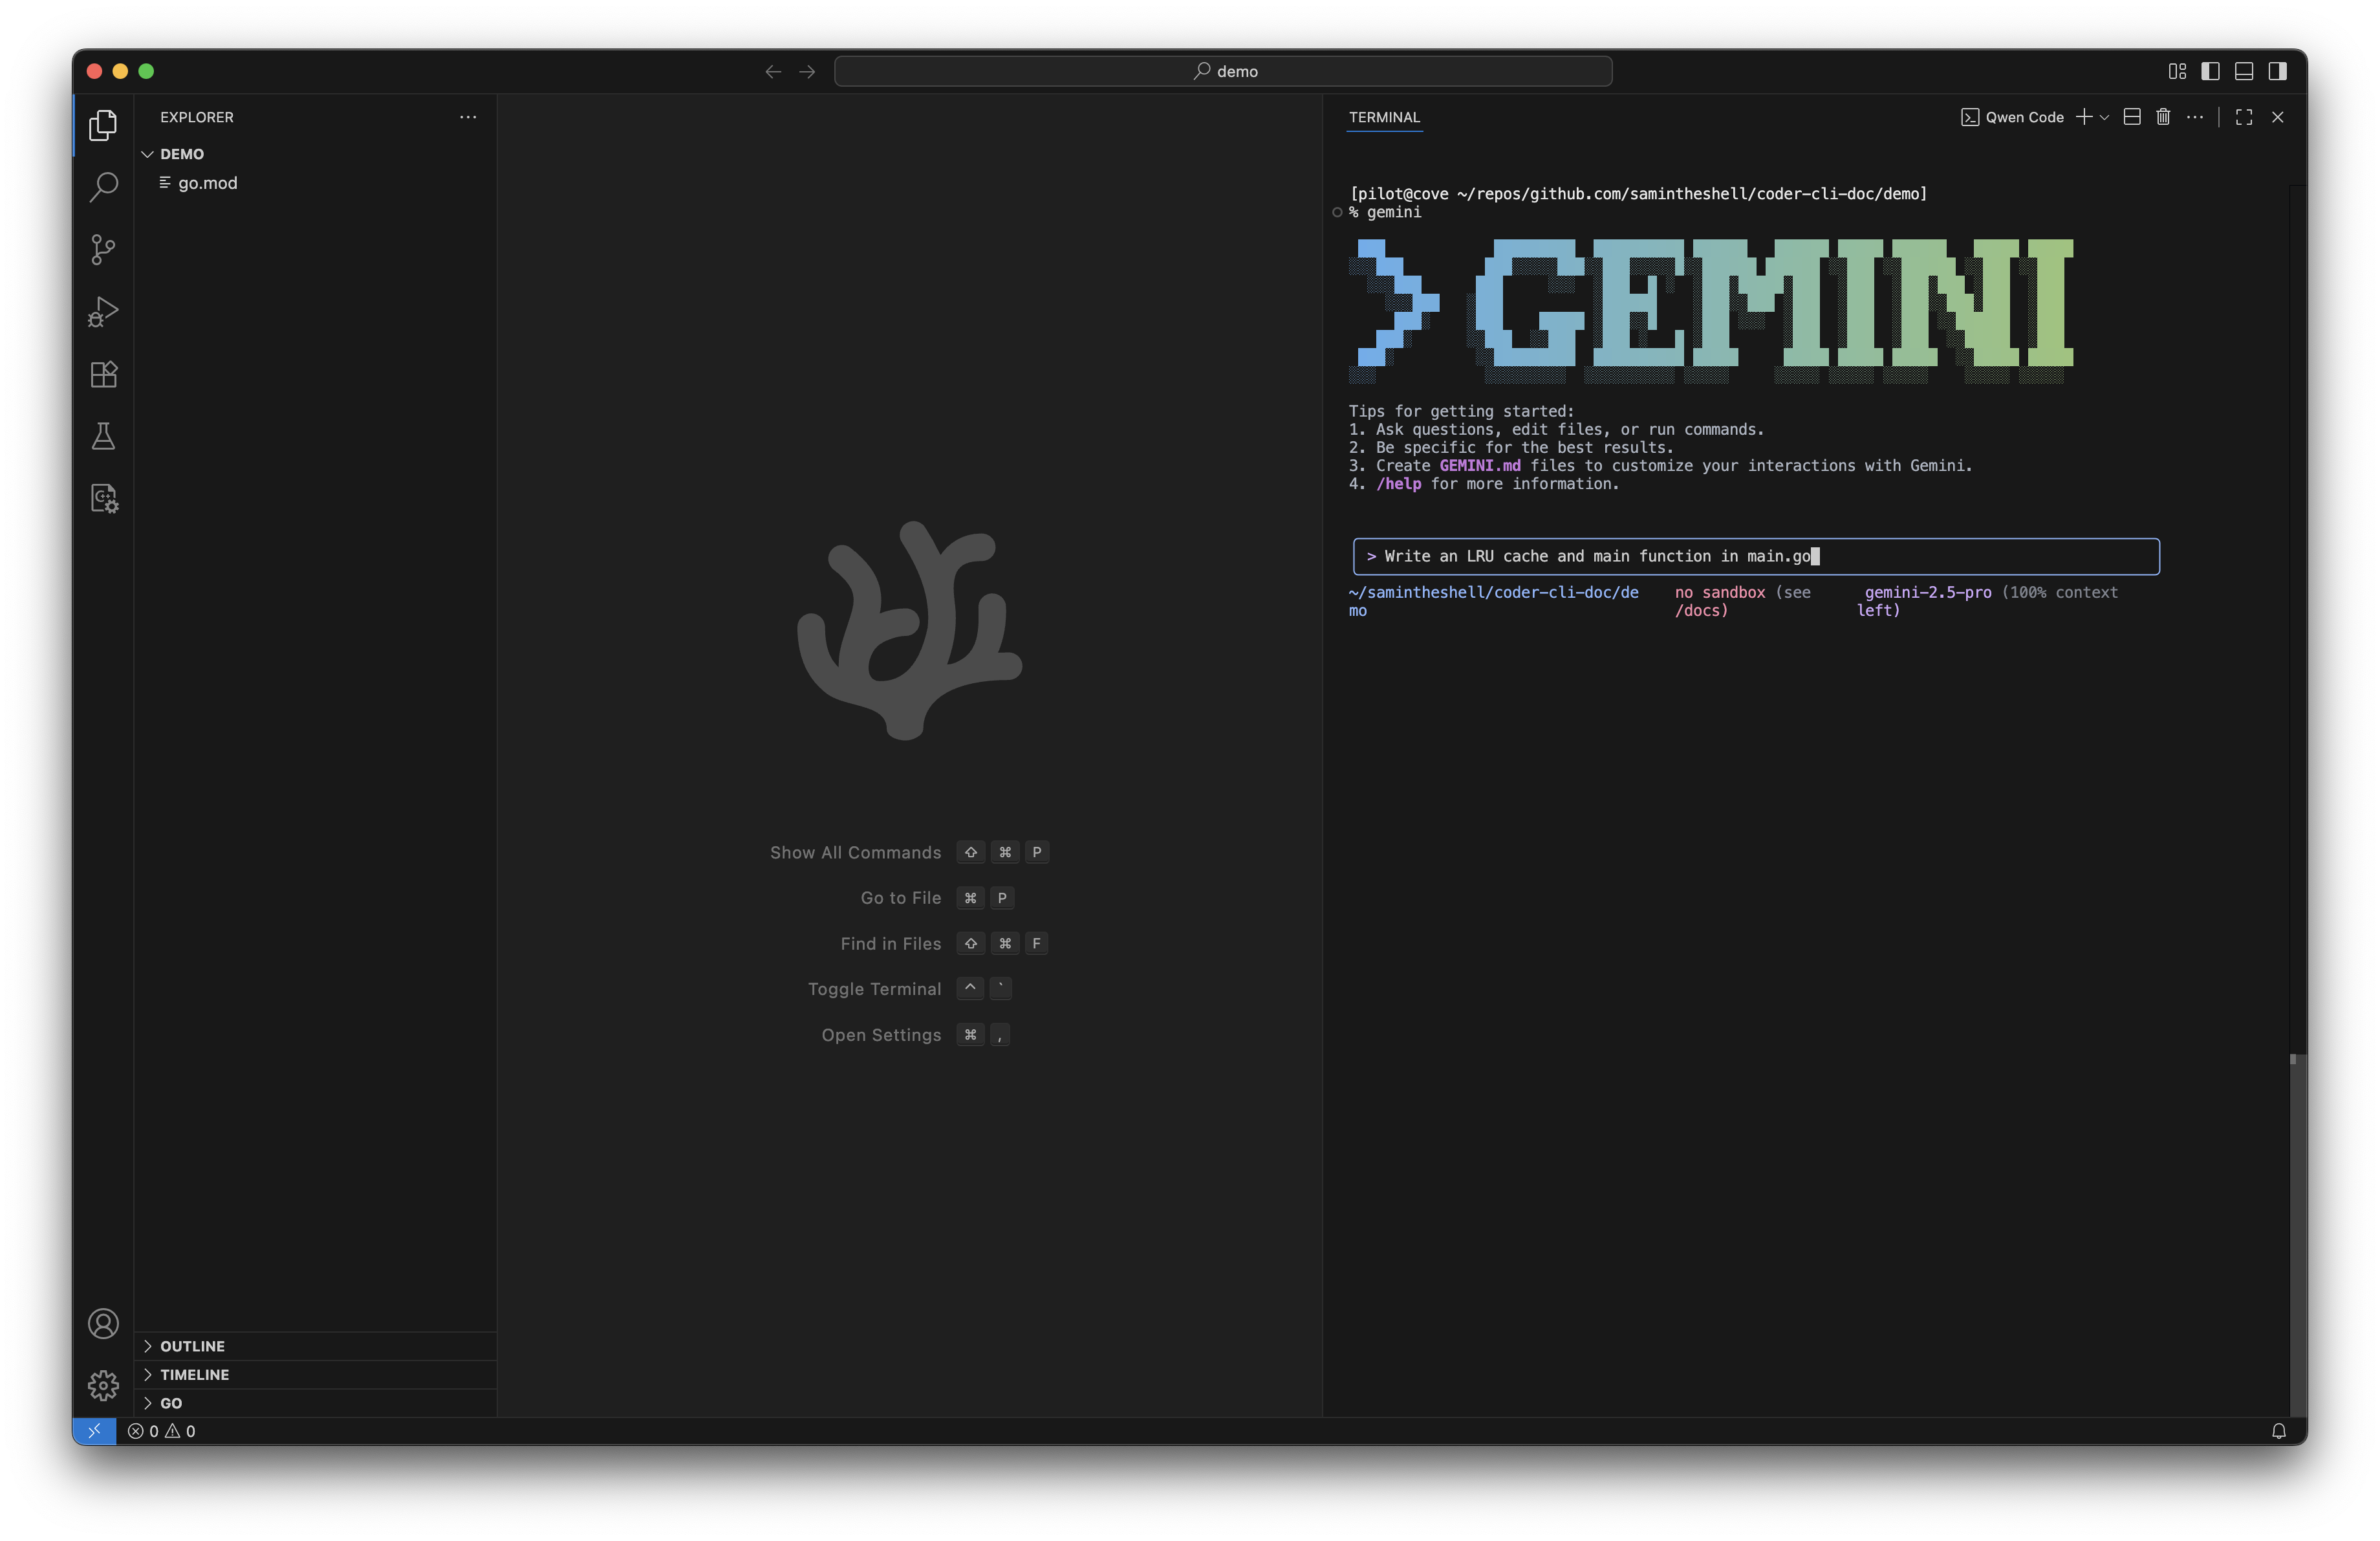 demo
EXPLORER
DEMO
go.mod
OUTLINE
TIMELINE
GO
0 0
Show All Commands ⇧ ⌘ P
Go to File ⌘ P
Find in Files ⇧ ⌘ F
Toggle Terminal ^ `
Open Settings ⌘ ,
TERMINAL
Qwen Code
[pilot@cove ~/repos/github.com/samintheshell/coder-cli-doc/demo]
% gemini
> GEMINI
Tips for getting started:
1. Ask questions, edit files, or run commands.
2. Be specific for the best results.
3. Create GEMINI.md files to customize your interactions with Gemini.
4. /help for more information.
> Write an LRU cache and main function in main.go
~/samintheshell/coder-cli-doc/de no sandbox (see gemini-2.5-pro (100% context
mo /docs) left)